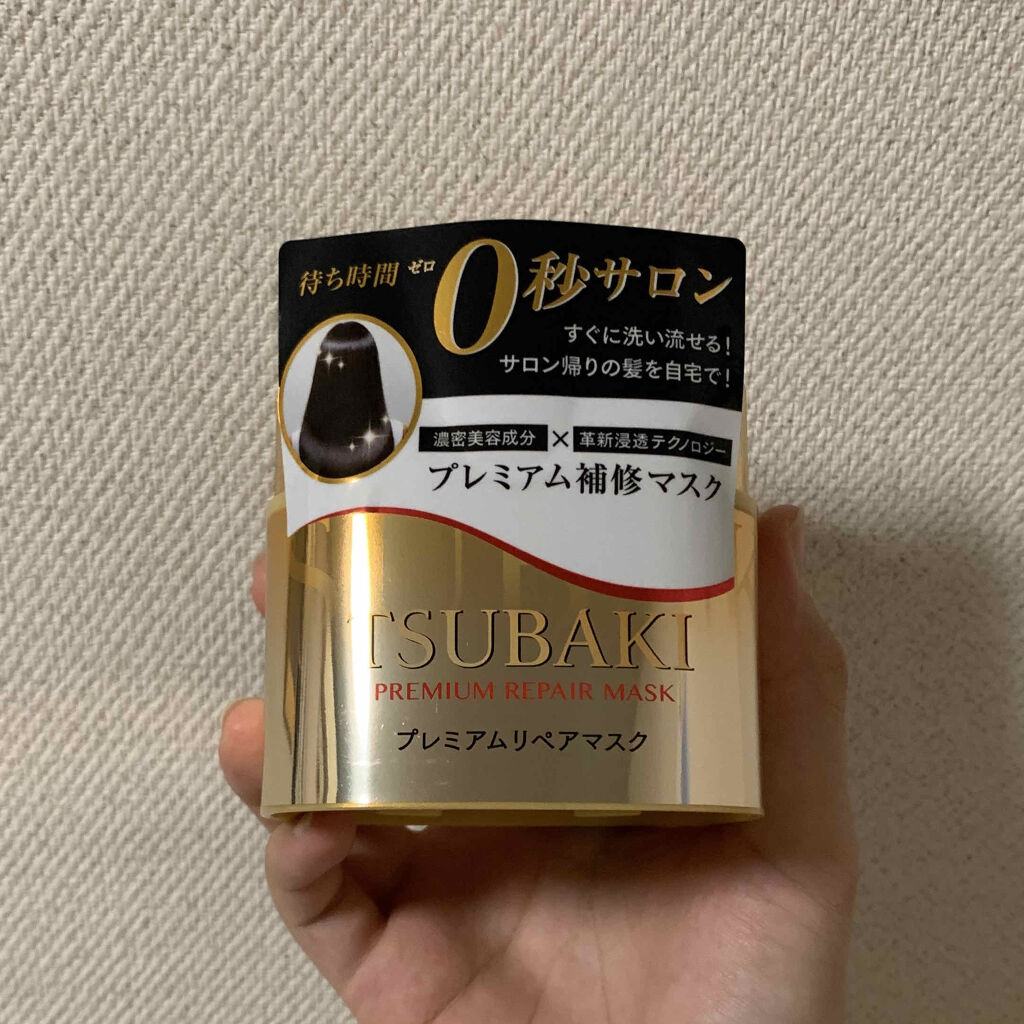 待ち時間 ゼロ 0秒サロン
すぐに洗い流せる!
サロン帰りの髪を自宅で!
濃密美容成分 × 革新浸透テクノロジー
プレミアム補修マスク
TSUBAKI
PREMIUM REPAIR MASK
プレミアムリペアマスク